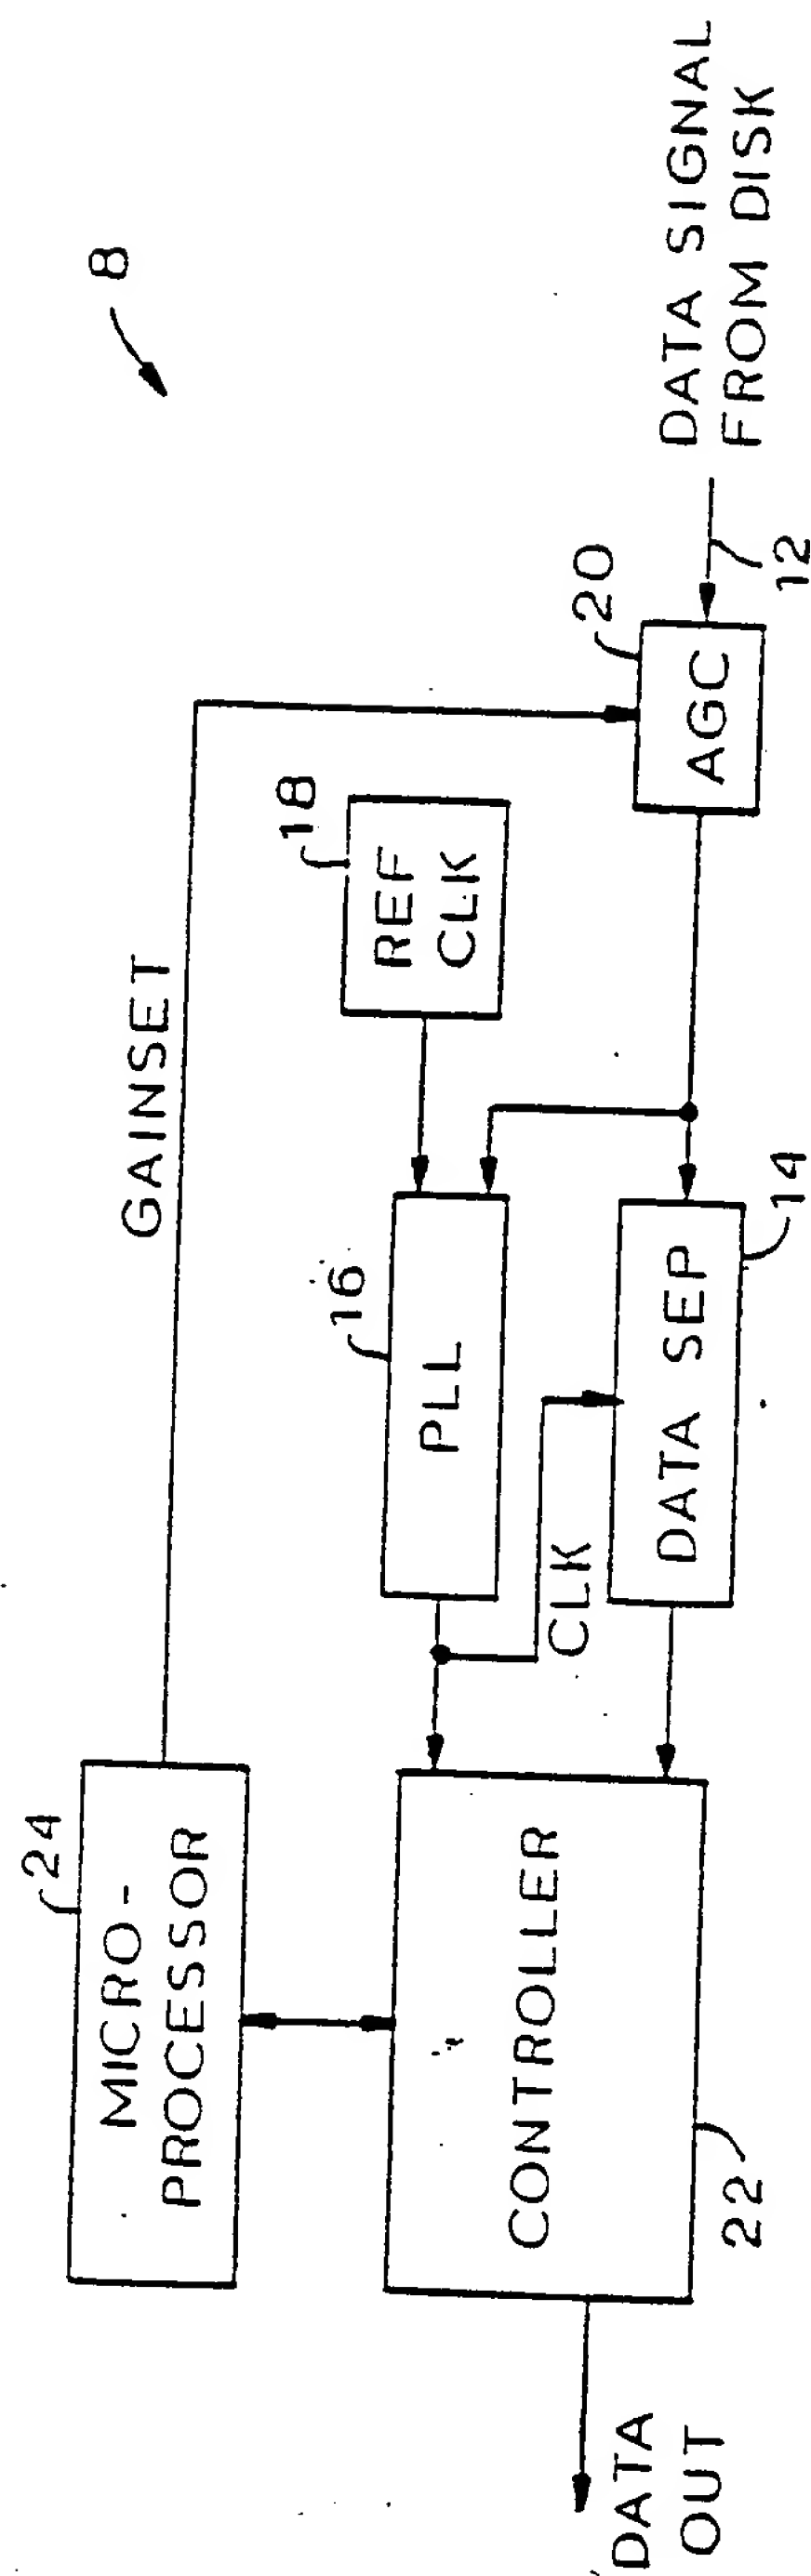 8
24
MICRO-
PROCESSOR
GAINSET
16
PLL
18
REF
CLK
20
AGC
DATA SIGNAL
FROM DISK
12
CLK
DATA SEP
14
CONTROLLER
22
DATA
OUT